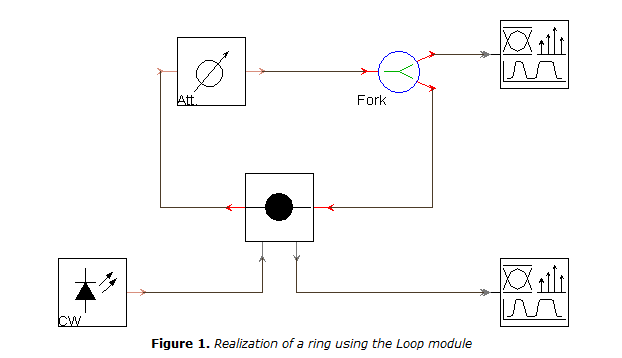 Att.
Fork
CW
Figure 1. Realization of a ring using the Loop module